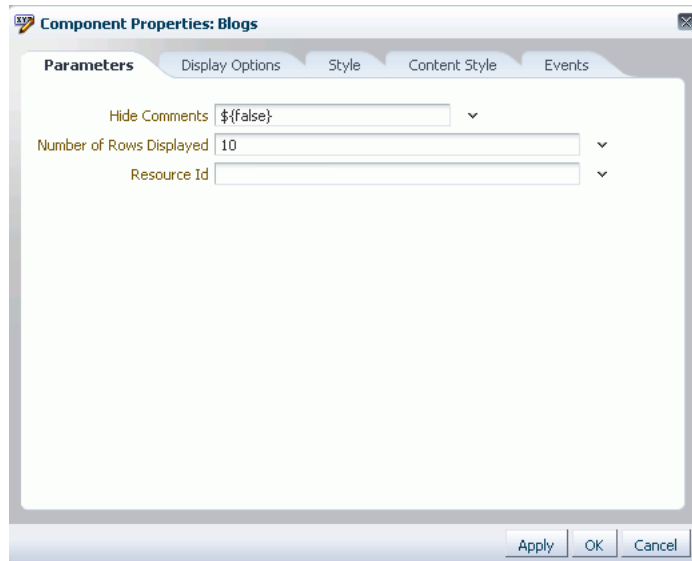 Component Properties: Blogs
Parameters Display Options Style Content Style Events
Hide Comments ${false}
Number of Rows Displayed 10
Resource Id
Apply OK Cancel